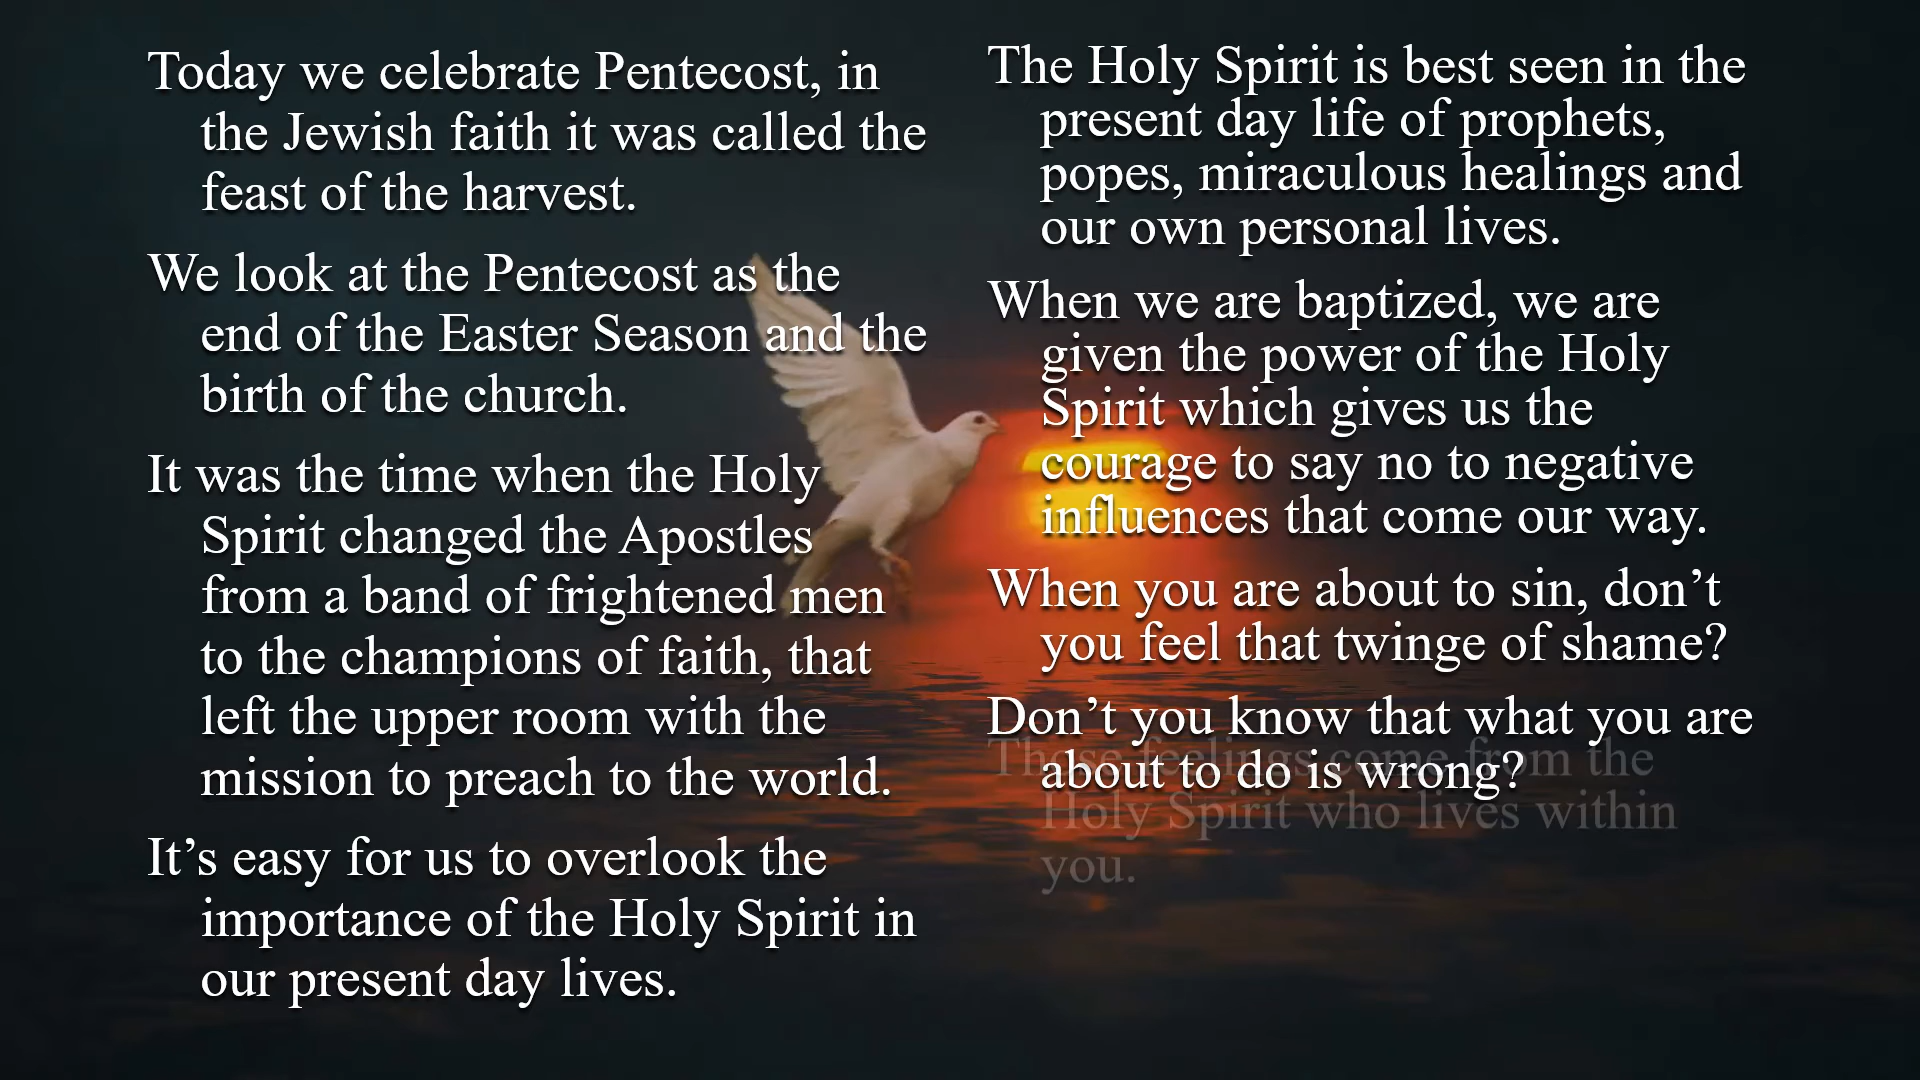 Today we celebrate Pentecost, in
the Jewish faith it was called the
feast of the harvest.
We look at the Pentecost as the
end of the Easter Season and the
birth of the church.
It was the time when the Holy
Spirit changed the Apostles
from a band of frightened men
to the champions of faith, that
left the upper room with the
mission to preach to the world.
It’s easy for us to overlook the
importance of the Holy Spirit in
our present day lives.
The Holy Spirit is best seen in the
present day life of prophets,
popes, miraculous healings and
our own personal lives.
When we are baptized, we are
given the power of the Holy
Spirit which gives us the
courage to say no to negative
influences that come our way.
When you are about to sin, don’t
you feel that twinge of shame?
Don’t you know that what you are
about to do is wrong?
Those feelings come from the
Holy Spirit who lives within
you.